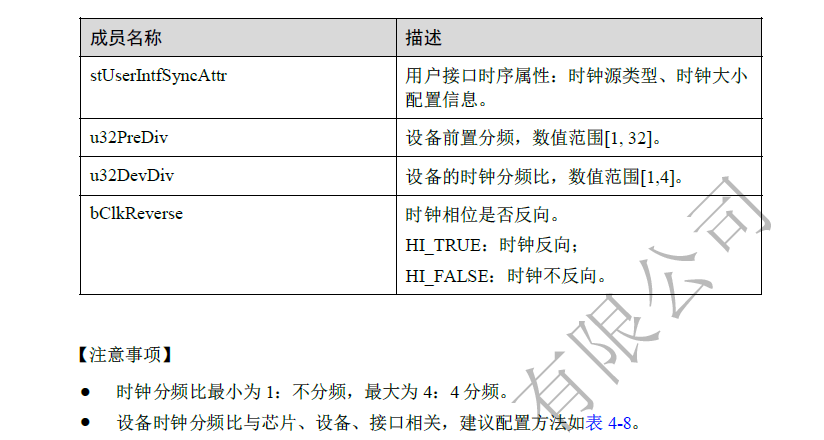 成员名称 描述
stUserIntfSyncAttr 用户接口时序属性：时钟源类型、时钟大小
配置信息。
u32PreDiv 设备前置分频，数值范围[1, 32]。
u32DevDiv 设备的时钟分频比，数值范围[1,4]。
bClkReverse 时钟相位是否反向。
HI_TRUE：时钟反向；
HI_FALSE：时钟不反向。
【注意事项】
● 时钟分频比最小为 1：不分频，最大为 4：4 分频。
● 设备时钟分频比与芯片、设备、接口相关，建议配置方法如表 4-8。
有限公司